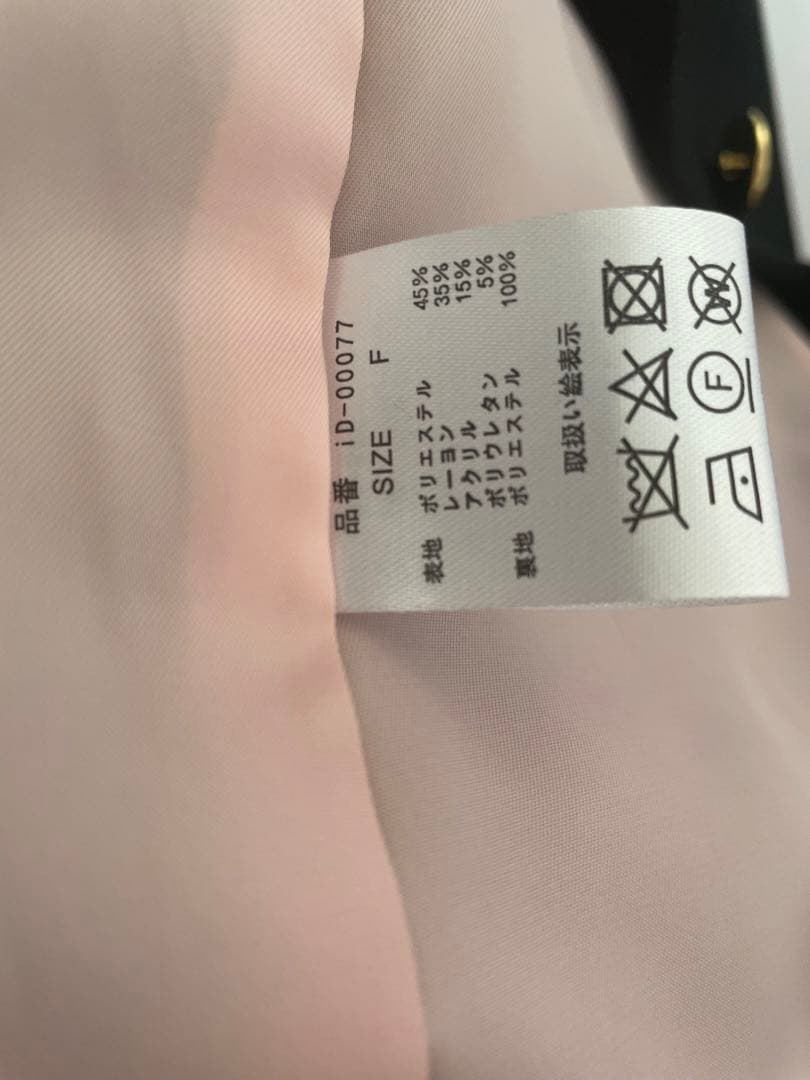 品番 iD-00077
SIZE F
表地 ポリエステル 45%
レーヨン 35%
アクリル 15%
ポリウレタン 5%
裏地 ポリエステル 100%
取扱い絵表示
F
W